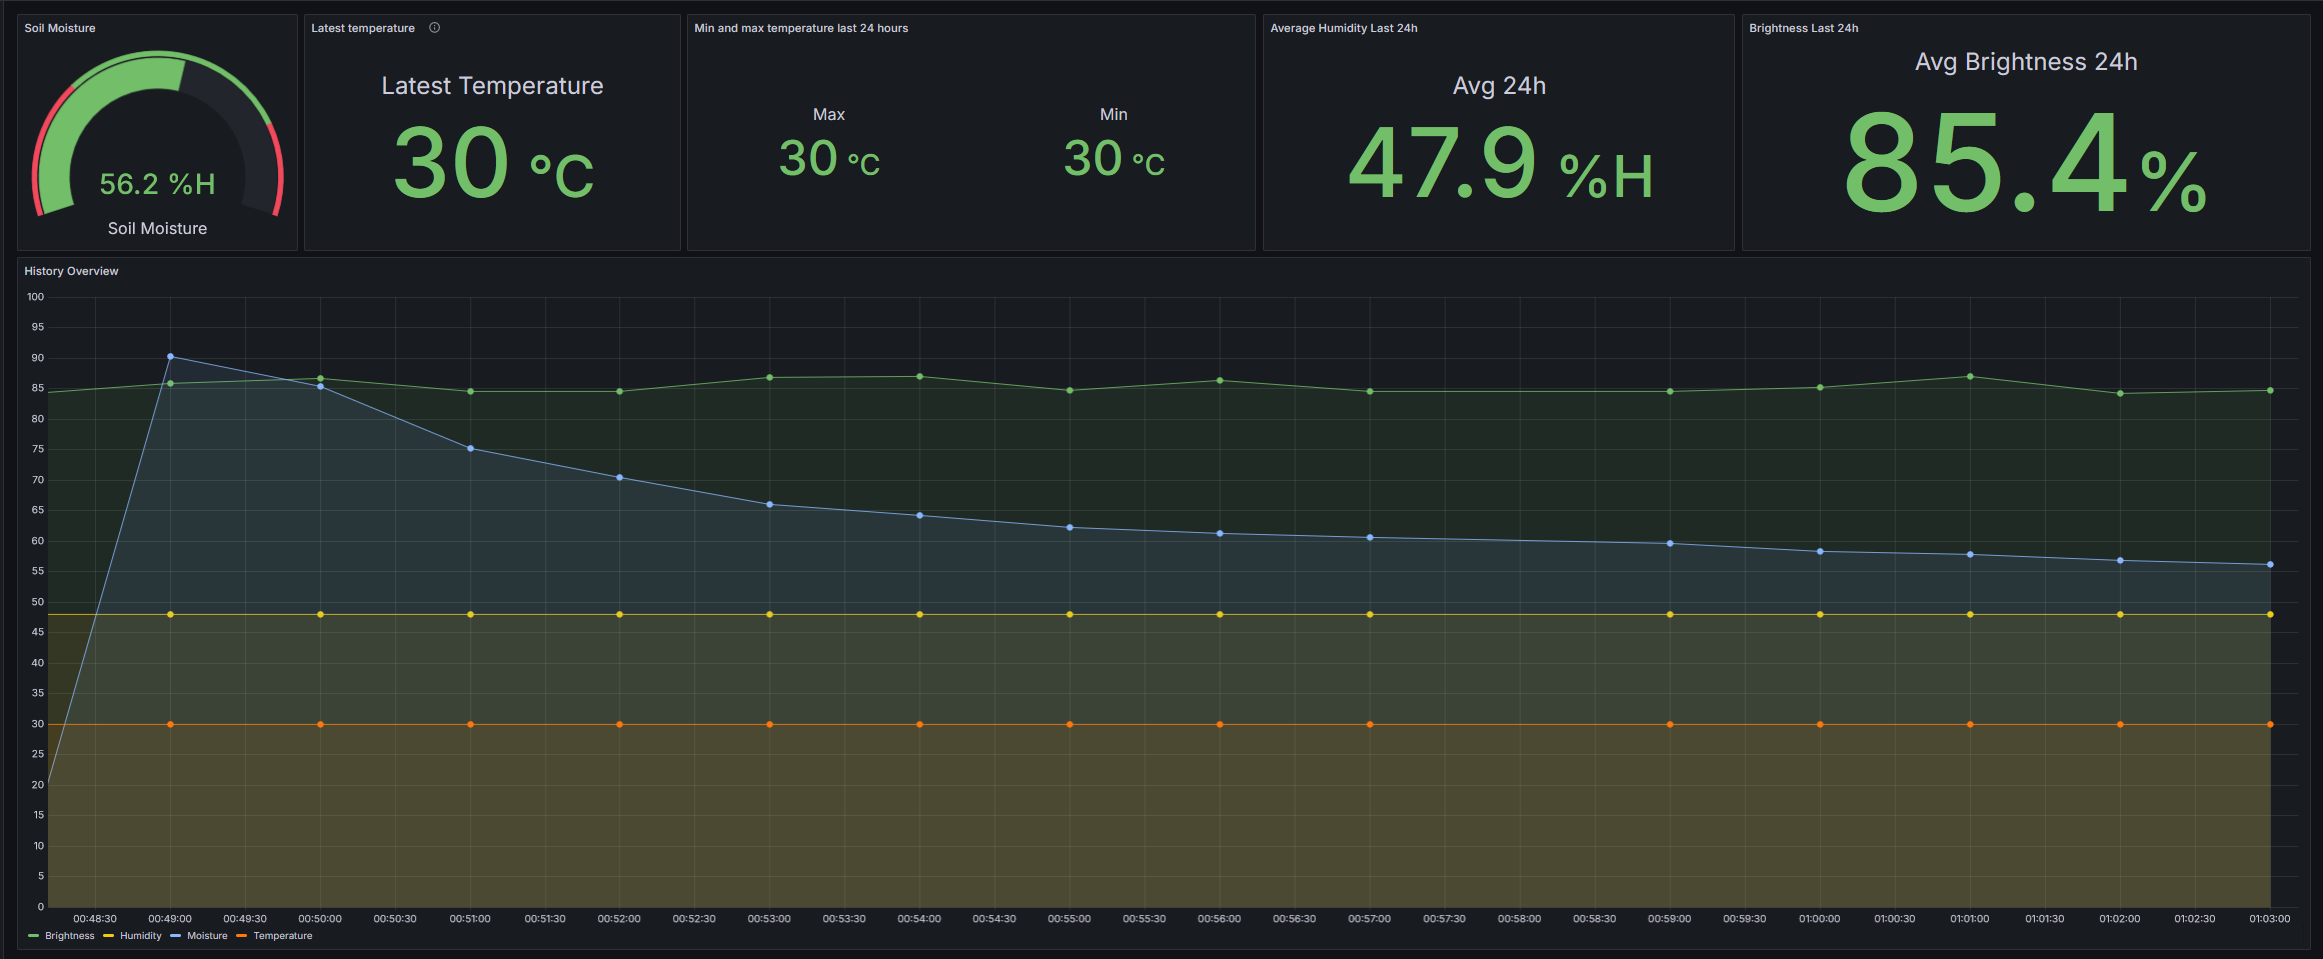 Soil Moisture
56.2 %H
Soil Moisture
Latest temperature
Latest Temperature
30 °C
Min and max temperature last 24 hours
Max
30 °C
Min
30 °C
Average Humidity Last 24h
Avg 24h
47.9 %H
Brightness Last 24h
Avg Brightness 24h
85.4%
History Overview
100
95
90
85
80
75
70
65
60
55
50
45
40
35
30
25
20
15
10
5
0
00:48:30 00:49:00 00:49:30 00:50:00 00:50:30 00:51:00 00:51:30 00:52:00 00:52:30 00:53:00 00:53:30 00:54:00 00:54:30 00:55:00 00:55:30 00:56:00 00:56:30 00:57:00 00:57:30 00:58:00 00:58:30 00:59:00 00:59:30 01:00:00 01:00:30 01:01:00 01:01:30 01:02:00 01:02:30 01:03:00
Brightness Humidity Moisture Temperature